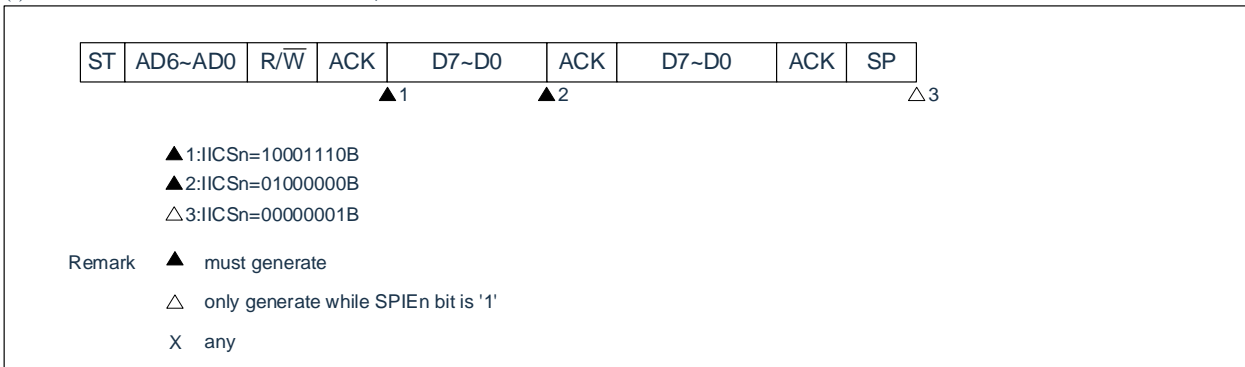 ST AD6~AD0 R/W̅ ACK D7~D0 ACK D7~D0 ACK SP
▲1 ▲2 △3
▲1:IICSn=10001110B
▲2:IICSn=01000000B
△3:IICSn=00000001B
Remark ▲ must generate
△ only generate while SPIEn bit is '1'
X any